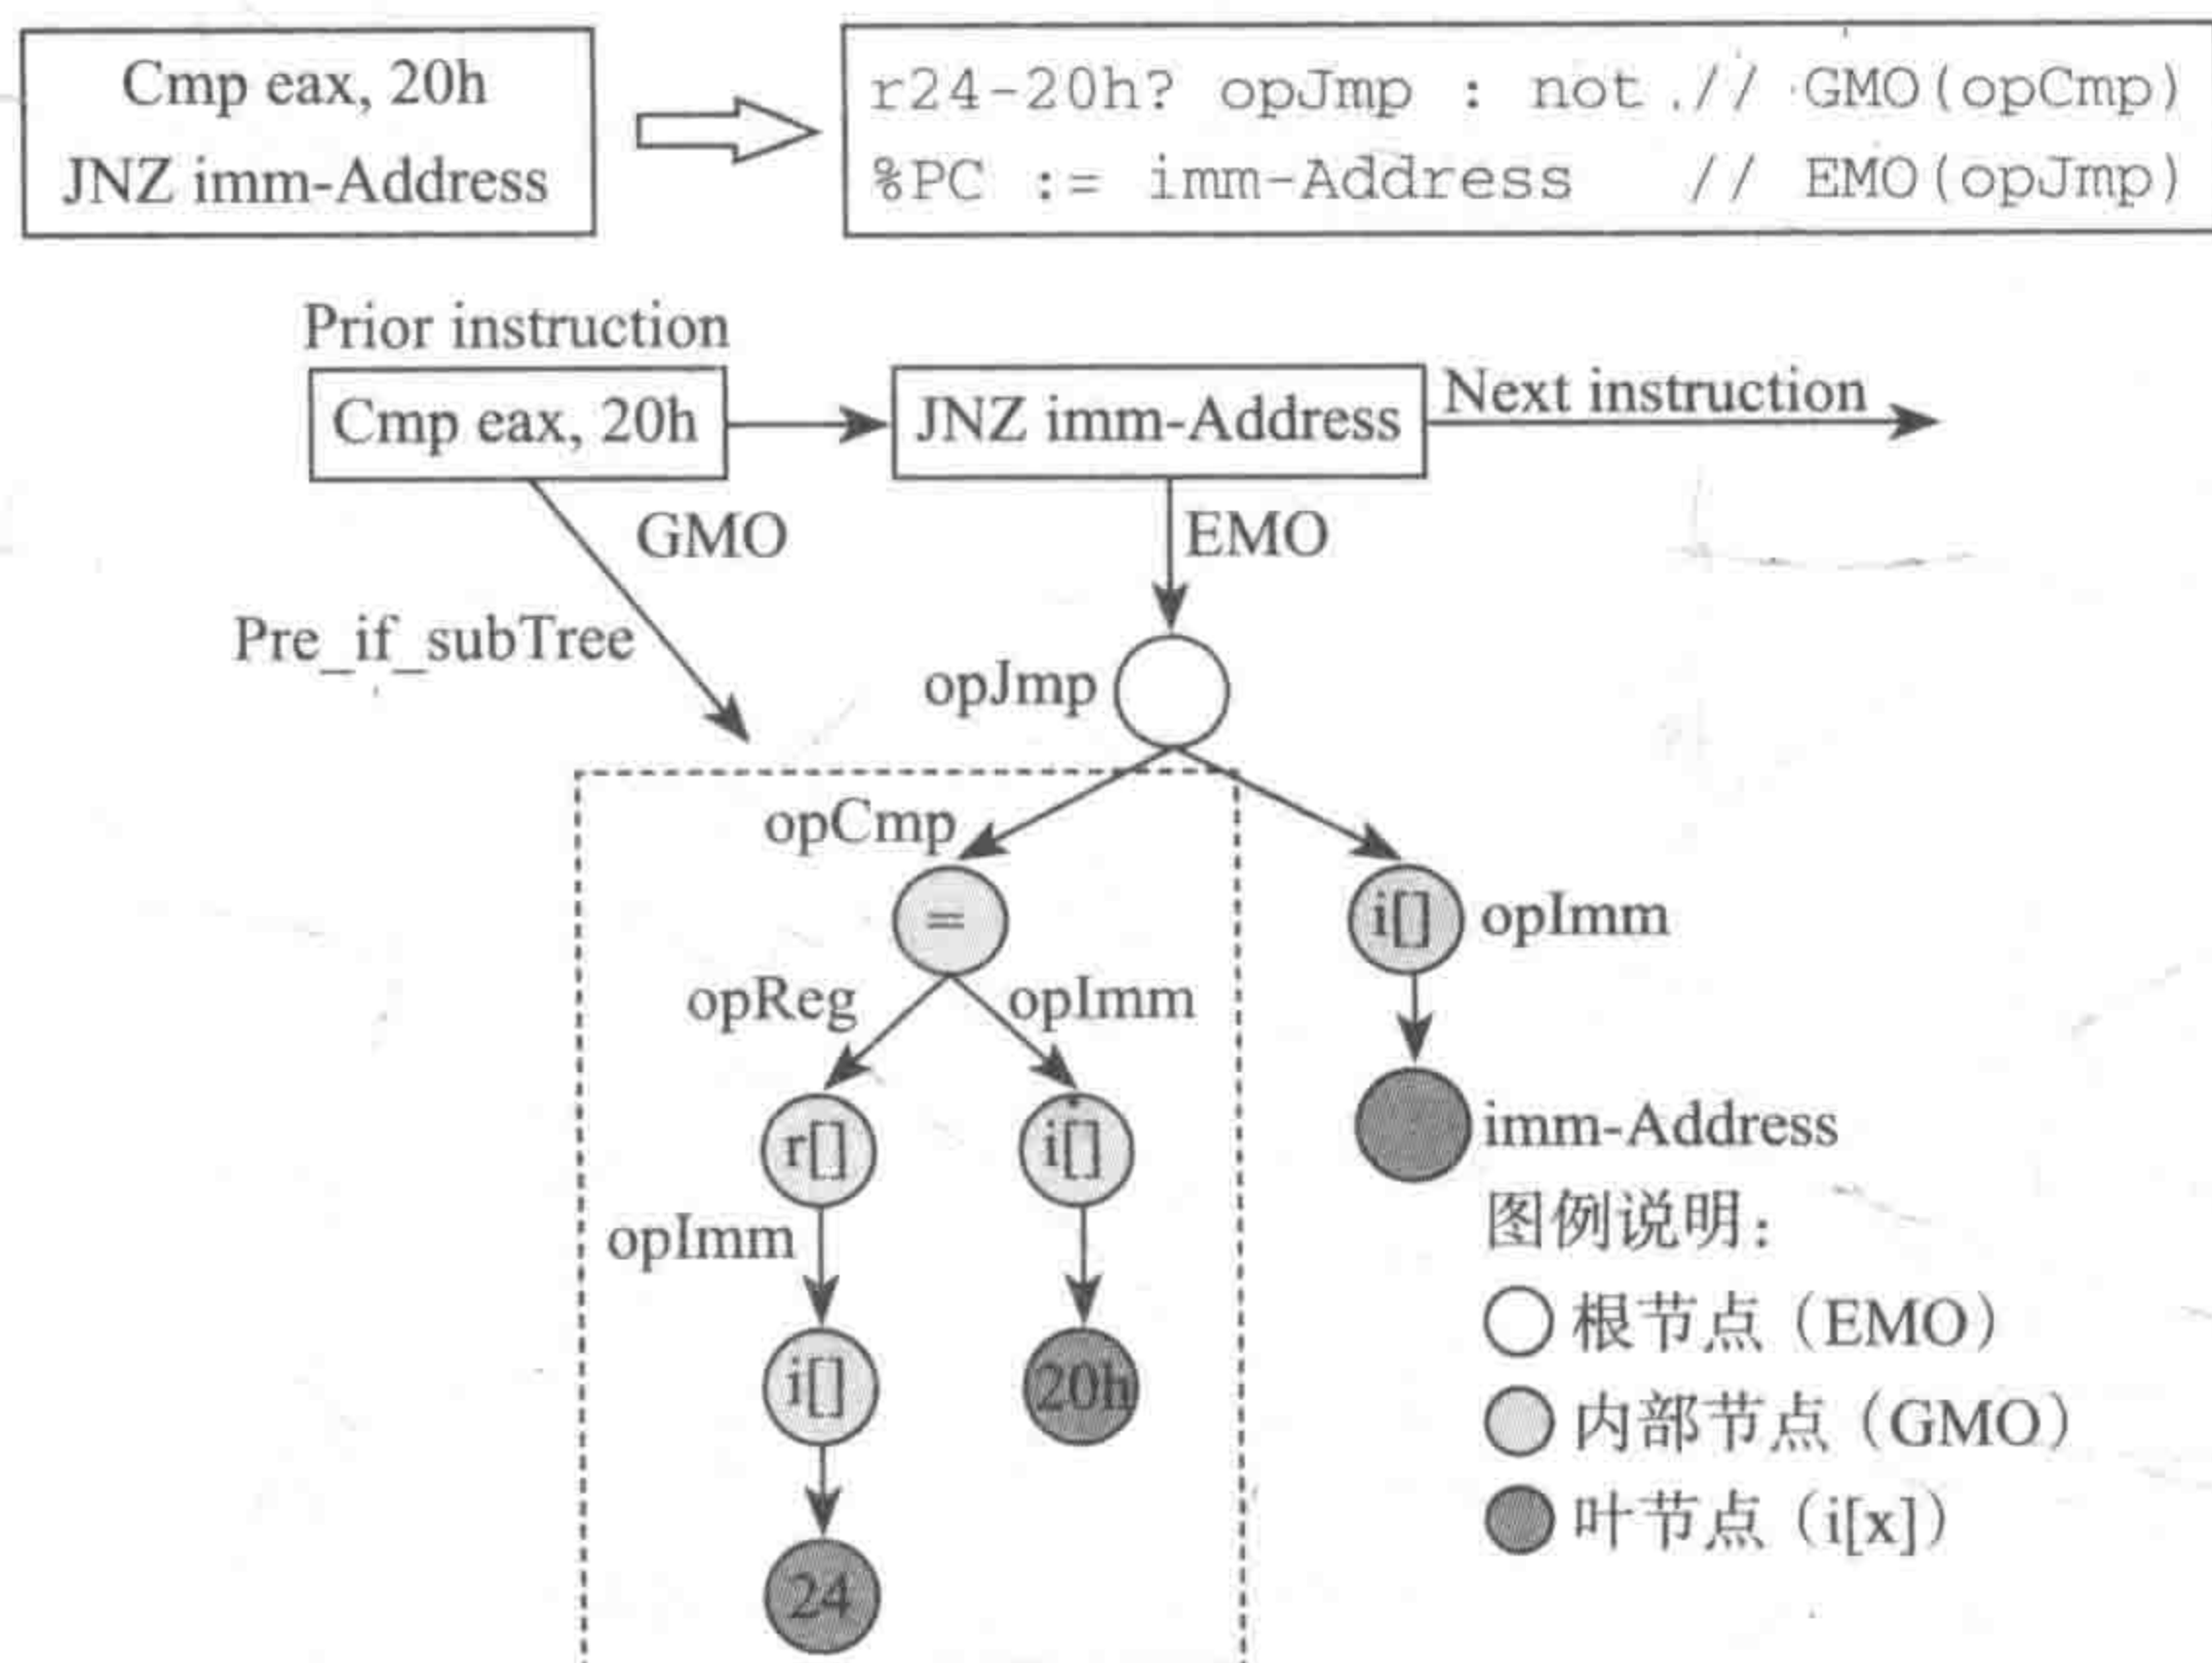 Cmp eax, 20h
JNZ imm-Address
r24-20h? opJmp : not // GMO(opCmp)
%PC := imm-Address // EMO(opJmp)
Prior instruction
Cmp eax, 20h
JNZ imm-Address
Next instruction
GMO
EMO
Pre_if_subTree
opJmp
opCmp
=
i[]
opImm
opReg
opImm
r[]
i[]
imm-Address
opImm
i[]
20h
24
图例说明：
根节点（EMO）
内部节点（GMO）
叶节点（i[x]）